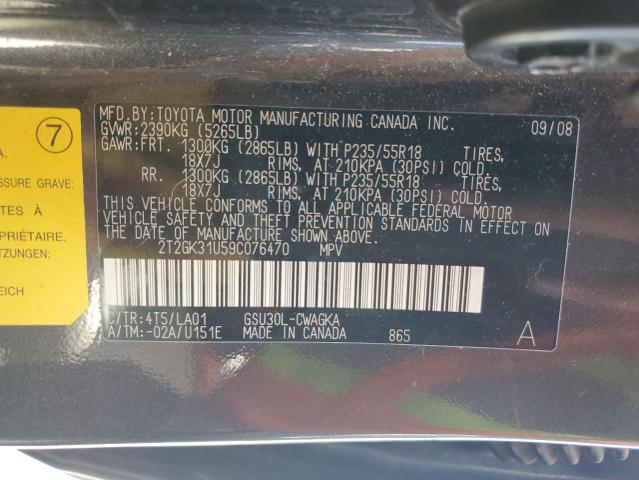 7
A.
SSURE GRAVE:
TES À
OPRIÉTAIRE.
EICH
MFD.BY:TOYOTA MOTOR MANUFACTURING CANADA INC. 09/08
GVWR:2390KG (5265LB)
GAWR:FRT. 1300KG (2865LB) WITH P235/55R18 TIRES,
18X7J RIMS, AT 210KPA (30PSI) COLD.
RR. 1300KG (2865LB) WITH P235/55R18 TIRES,
18X7J RIMS, AT 210KPA (30PSI) COLD.
THIS VEHICLE CONFORMS TO ALL APPLICABLE FEDERAL MOTOR
VEHICLE SAFETY AND THEFT PREVENTION STANDARDS IN EFFECT ON
THE DATE OF MANUFACTURE SHOWN ABOVE.
2T2GK31U59C076470 MPV
C/TR:4T5/LA01 GSU30L-CWAGKA
A/TM:-02A/U151E MADE IN CANADA 865 A